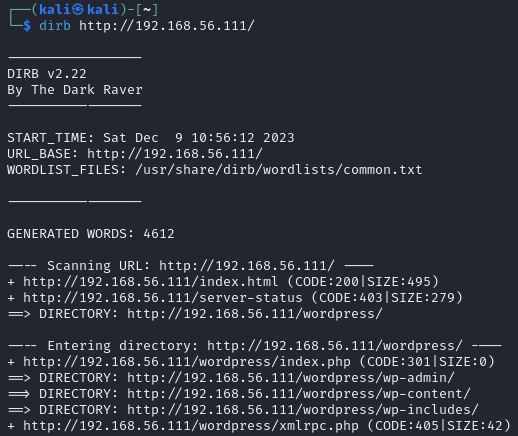 ┌──(kali㉿kali)-[~]
└─$ dirb http://192.168.56.111/
-----------------
DIRB v2.22
By The Dark Raver
-----------------
START_TIME: Sat Dec  9 10:56:12 2023
URL_BASE: http://192.168.56.111/
WORDLIST_FILES: /usr/share/dirb/wordlists/common.txt
-----------------
GENERATED WORDS: 4612
---- Scanning URL: http://192.168.56.111/ ----
+ http://192.168.56.111/index.html (CODE:200|SIZE:495)
+ http://192.168.56.111/server-status (CODE:403|SIZE:279)
==> DIRECTORY: http://192.168.56.111/wordpress/
---- Entering directory: http://192.168.56.111/wordpress/ ----
+ http://192.168.56.111/wordpress/index.php (CODE:301|SIZE:0)
==> DIRECTORY: http://192.168.56.111/wordpress/wp-admin/
==> DIRECTORY: http://192.168.56.111/wordpress/wp-content/
==> DIRECTORY: http://192.168.56.111/wordpress/wp-includes/
+ http://192.168.56.111/wordpress/xmlrpc.php (CODE:405|SIZE:42)